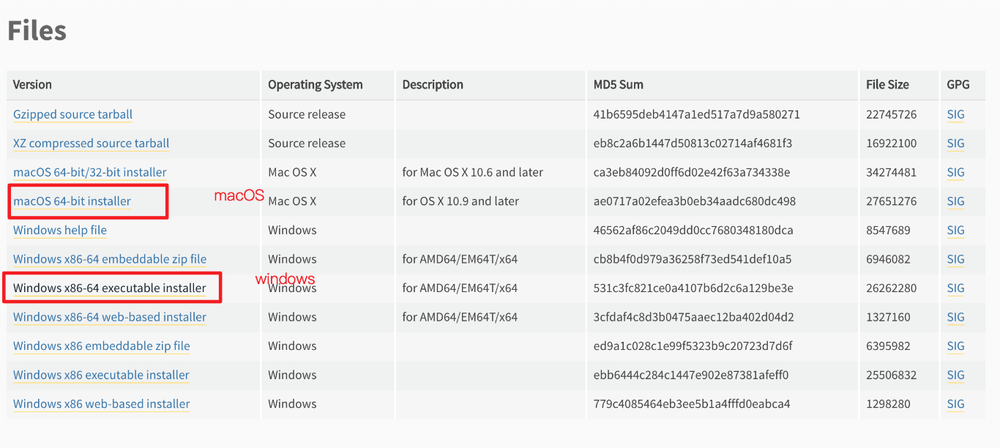 Files
Version Operating System Description MD5 Sum File Size GPG
Gzipped source tarball Source release 41b6595deb4147a1ed517a7d9a580271 22745726 SIG
XZ compressed source tarball Source release eb8c2a6b1447d50813c02714af4681f3 16922100 SIG
macOS 64-bit/32-bit installer Mac OS X for Mac OS X 10.6 and later ca3eb84092d0ff6d02e42f63a734338e 34274481 SIG
macOS 64-bit installer macOS Mac OS X for OS X 10.9 and later ae0717a02efea3b0eb34aadc680dc498 27651276 SIG
Windows help file Windows 46562af86c2049dd0cc7680348180dca 8547689 SIG
Windows x86-64 embeddable zip file Windows for AMD64/EM64T/x64 cb8b4f0d979a36258f73ed541def10a5 6946082 SIG
windows
Windows x86-64 executable installer Windows for AMD64/EM64T/x64 531c3fc821ce0a4107b6d2c6a129be3e 26262280 SIG
Windows x86-64 web-based installer Windows for AMD64/EM64T/x64 3cfdaf4c8d3b0475aaec12ba402d04d2 1327160 SIG
Windows x86 embeddable zip file Windows ed9a1c028c1e99f5323b9c20723d7d6f 6395982 SIG
Windows x86 executable installer Windows ebb6444c284c1447e902e87381afeff0 25506832 SIG
Windows x86 web-based installer Windows 779c4085464eb3ee5b1a4fffd0eabca4 1298280 SIG